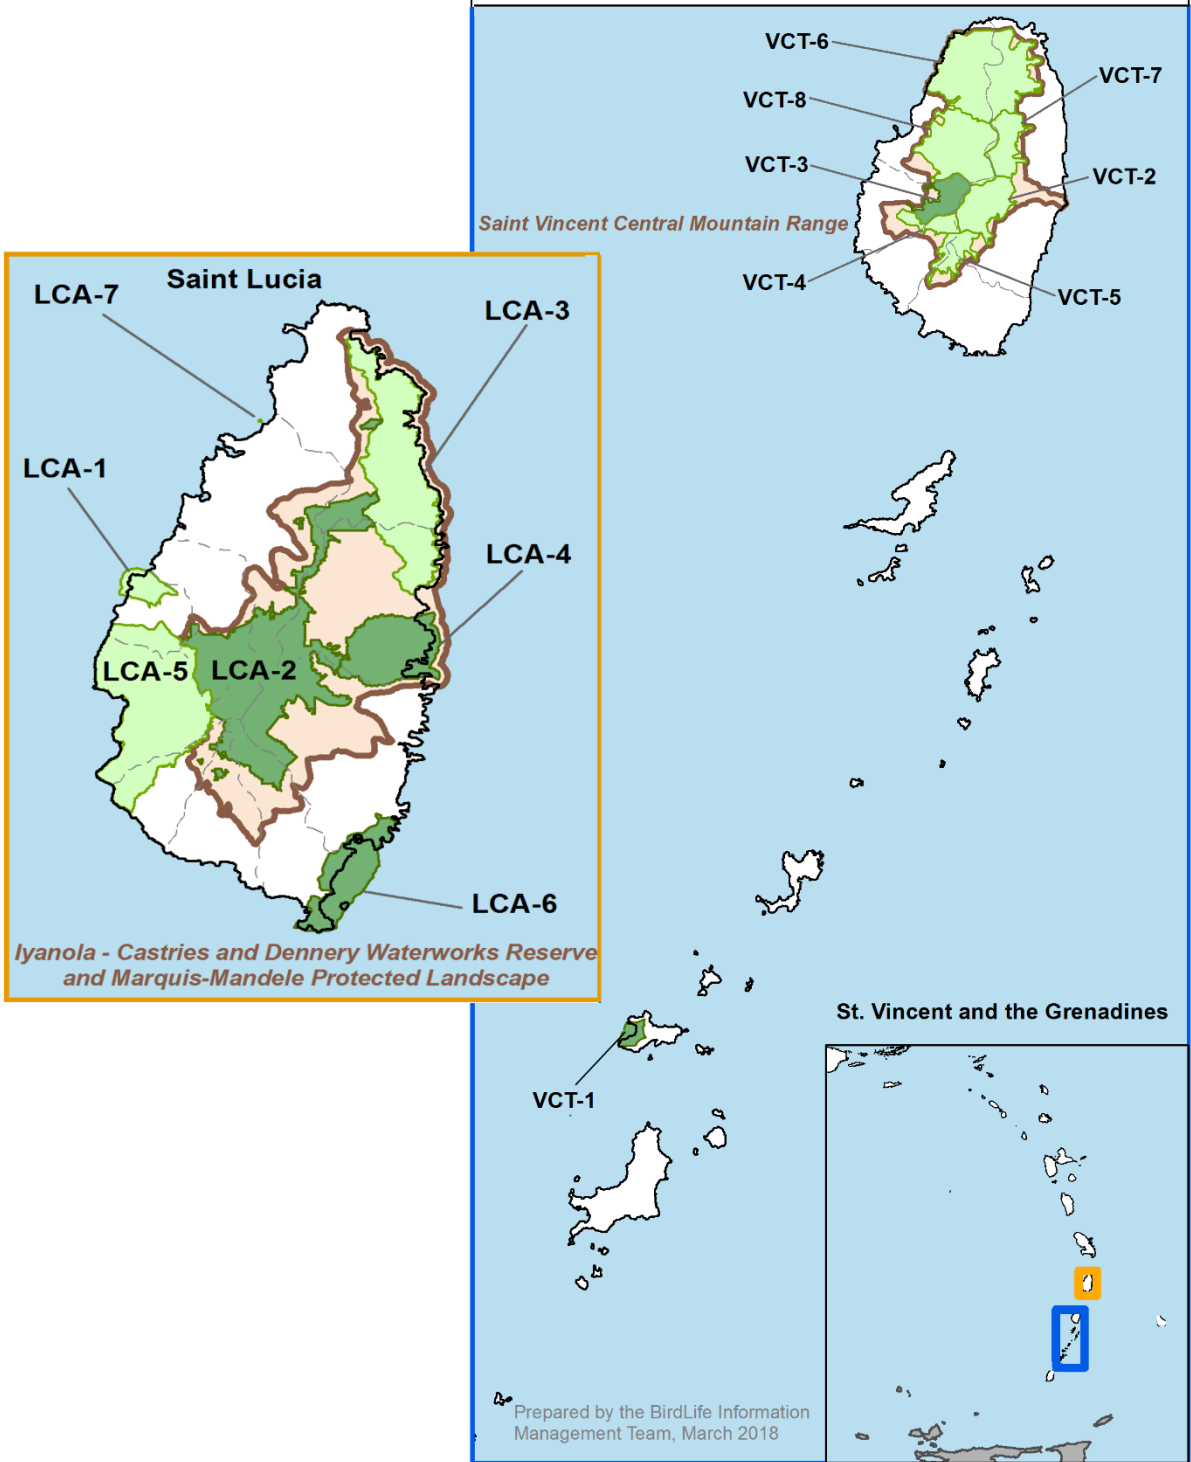 VCT-6
VCT-7
VCT-8
VCT-3
VCT-2
Saint Vincent Central Mountain Range
VCT-4
VCT-5
Saint Lucia
LCA-7
LCA-3
LCA-1
LCA-4
LCA-5
LCA-2
LCA-6
Iyanola - Castries and Dennery Waterworks Reserve
and Marquis-Mandele Protected Landscape
St. Vincent and the Grenadines
VCT-1
Prepared by the BirdLife Information
Management Team, March 2018